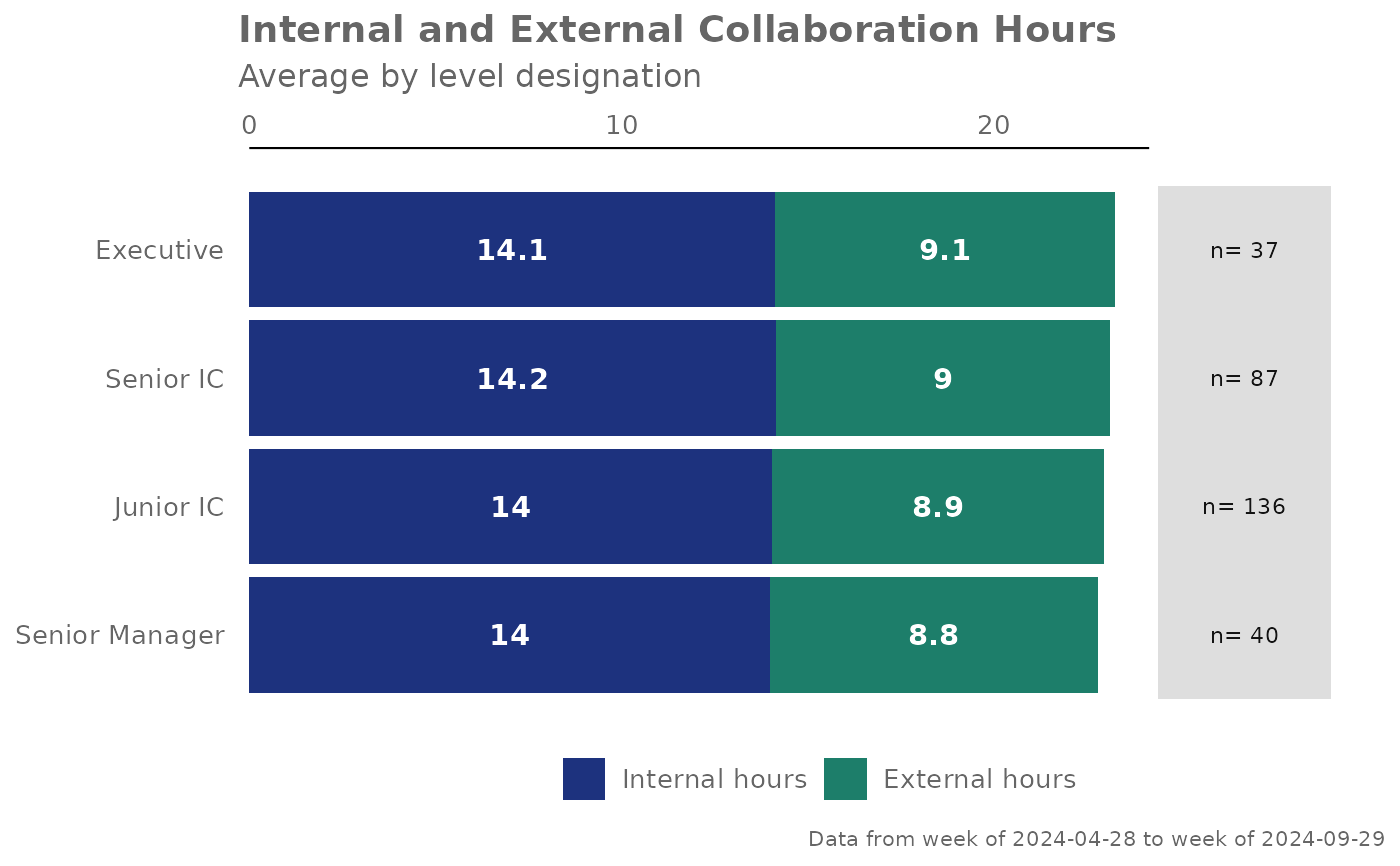 Internal and External Collaboration Hours
Average by level designation
0 10 20
Executive 14.1 9.1 n= 37
Senior IC 14.2 9 n= 87
Junior IC 14 8.9 n= 136
Senior Manager 14 8.8 n= 40
Internal hours External hours
Data from week of 2024-04-28 to week of 2024-09-29